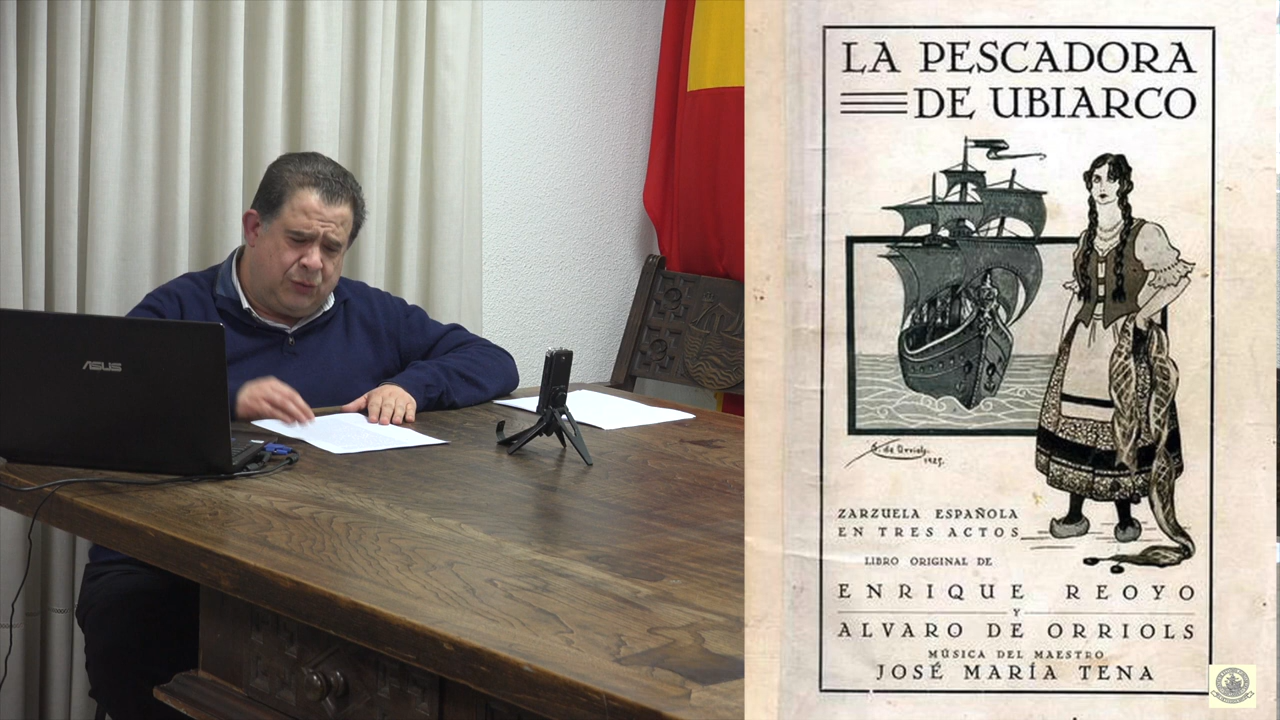 ASUS
LA PESCADORA
DE UBIARCO
1925.
ZARZUELA ESPAÑOLA
EN TRES ACTOS
LIBRO ORIGINAL DE
ENRIQUE REOYO
Y
ALVARO DE ORRIOLS
MÚSICA DEL MAESTRO
JOSÉ MARÍA TENA